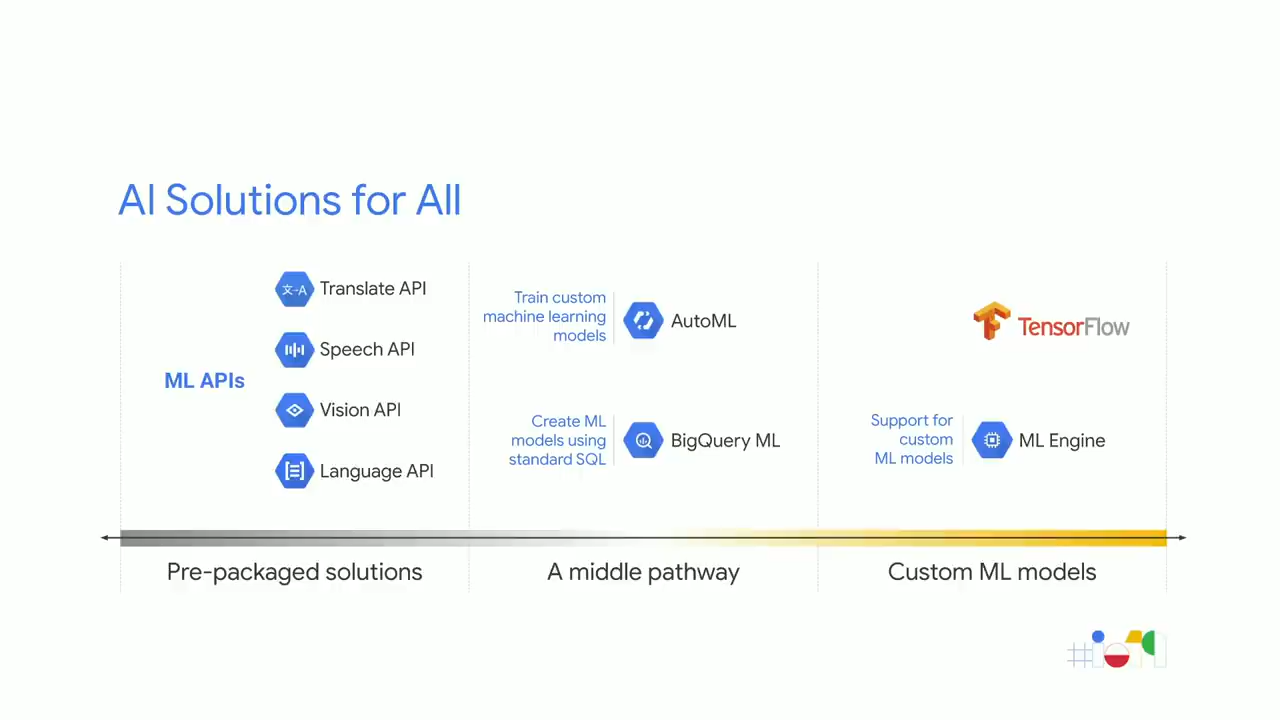 AI Solutions for All
ML APIs
文→A
Translate API
Speech API
Vision API
Language API
Train custom
machine learning
models
AutoML
Create ML
models using
standard SQL
BigQuery ML
TensorFlow
Support for
custom
ML models
ML Engine
Pre-packaged solutions
A middle pathway
Custom ML models
#io19